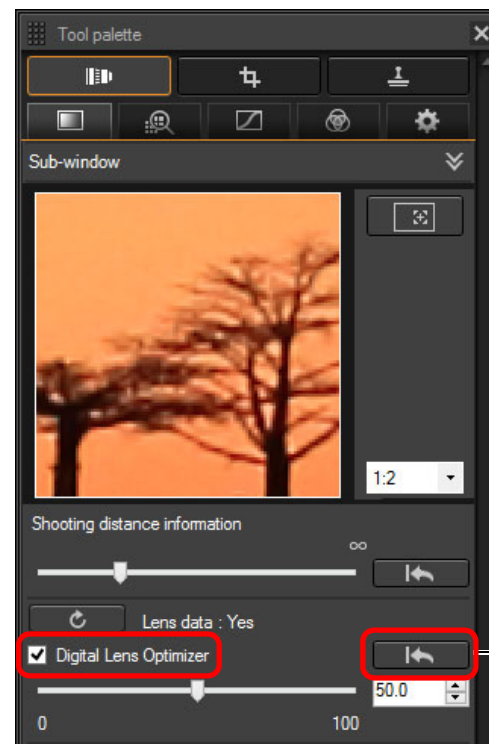 Tool palette
Sub-window
1:2
Shooting distance information
∞
Lens data : Yes
Digital Lens Optimizer
50.0
0 100